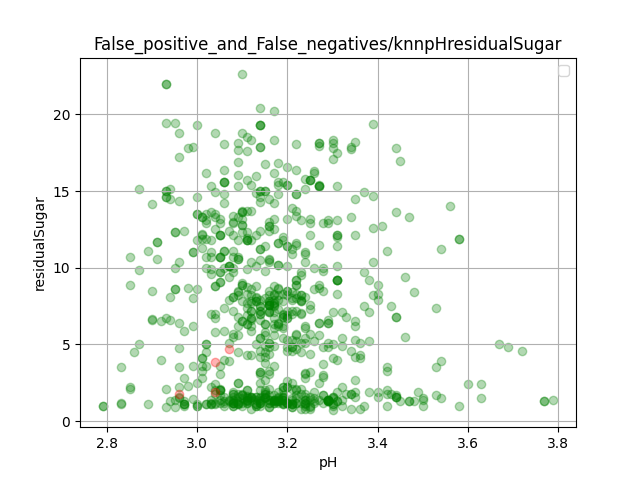 False_positive_and_False_negatives/knnpHresidualSugar
20
15
10
5
0
residualSugar
2.8 3.0 3.2 3.4 3.6 3.8
pH